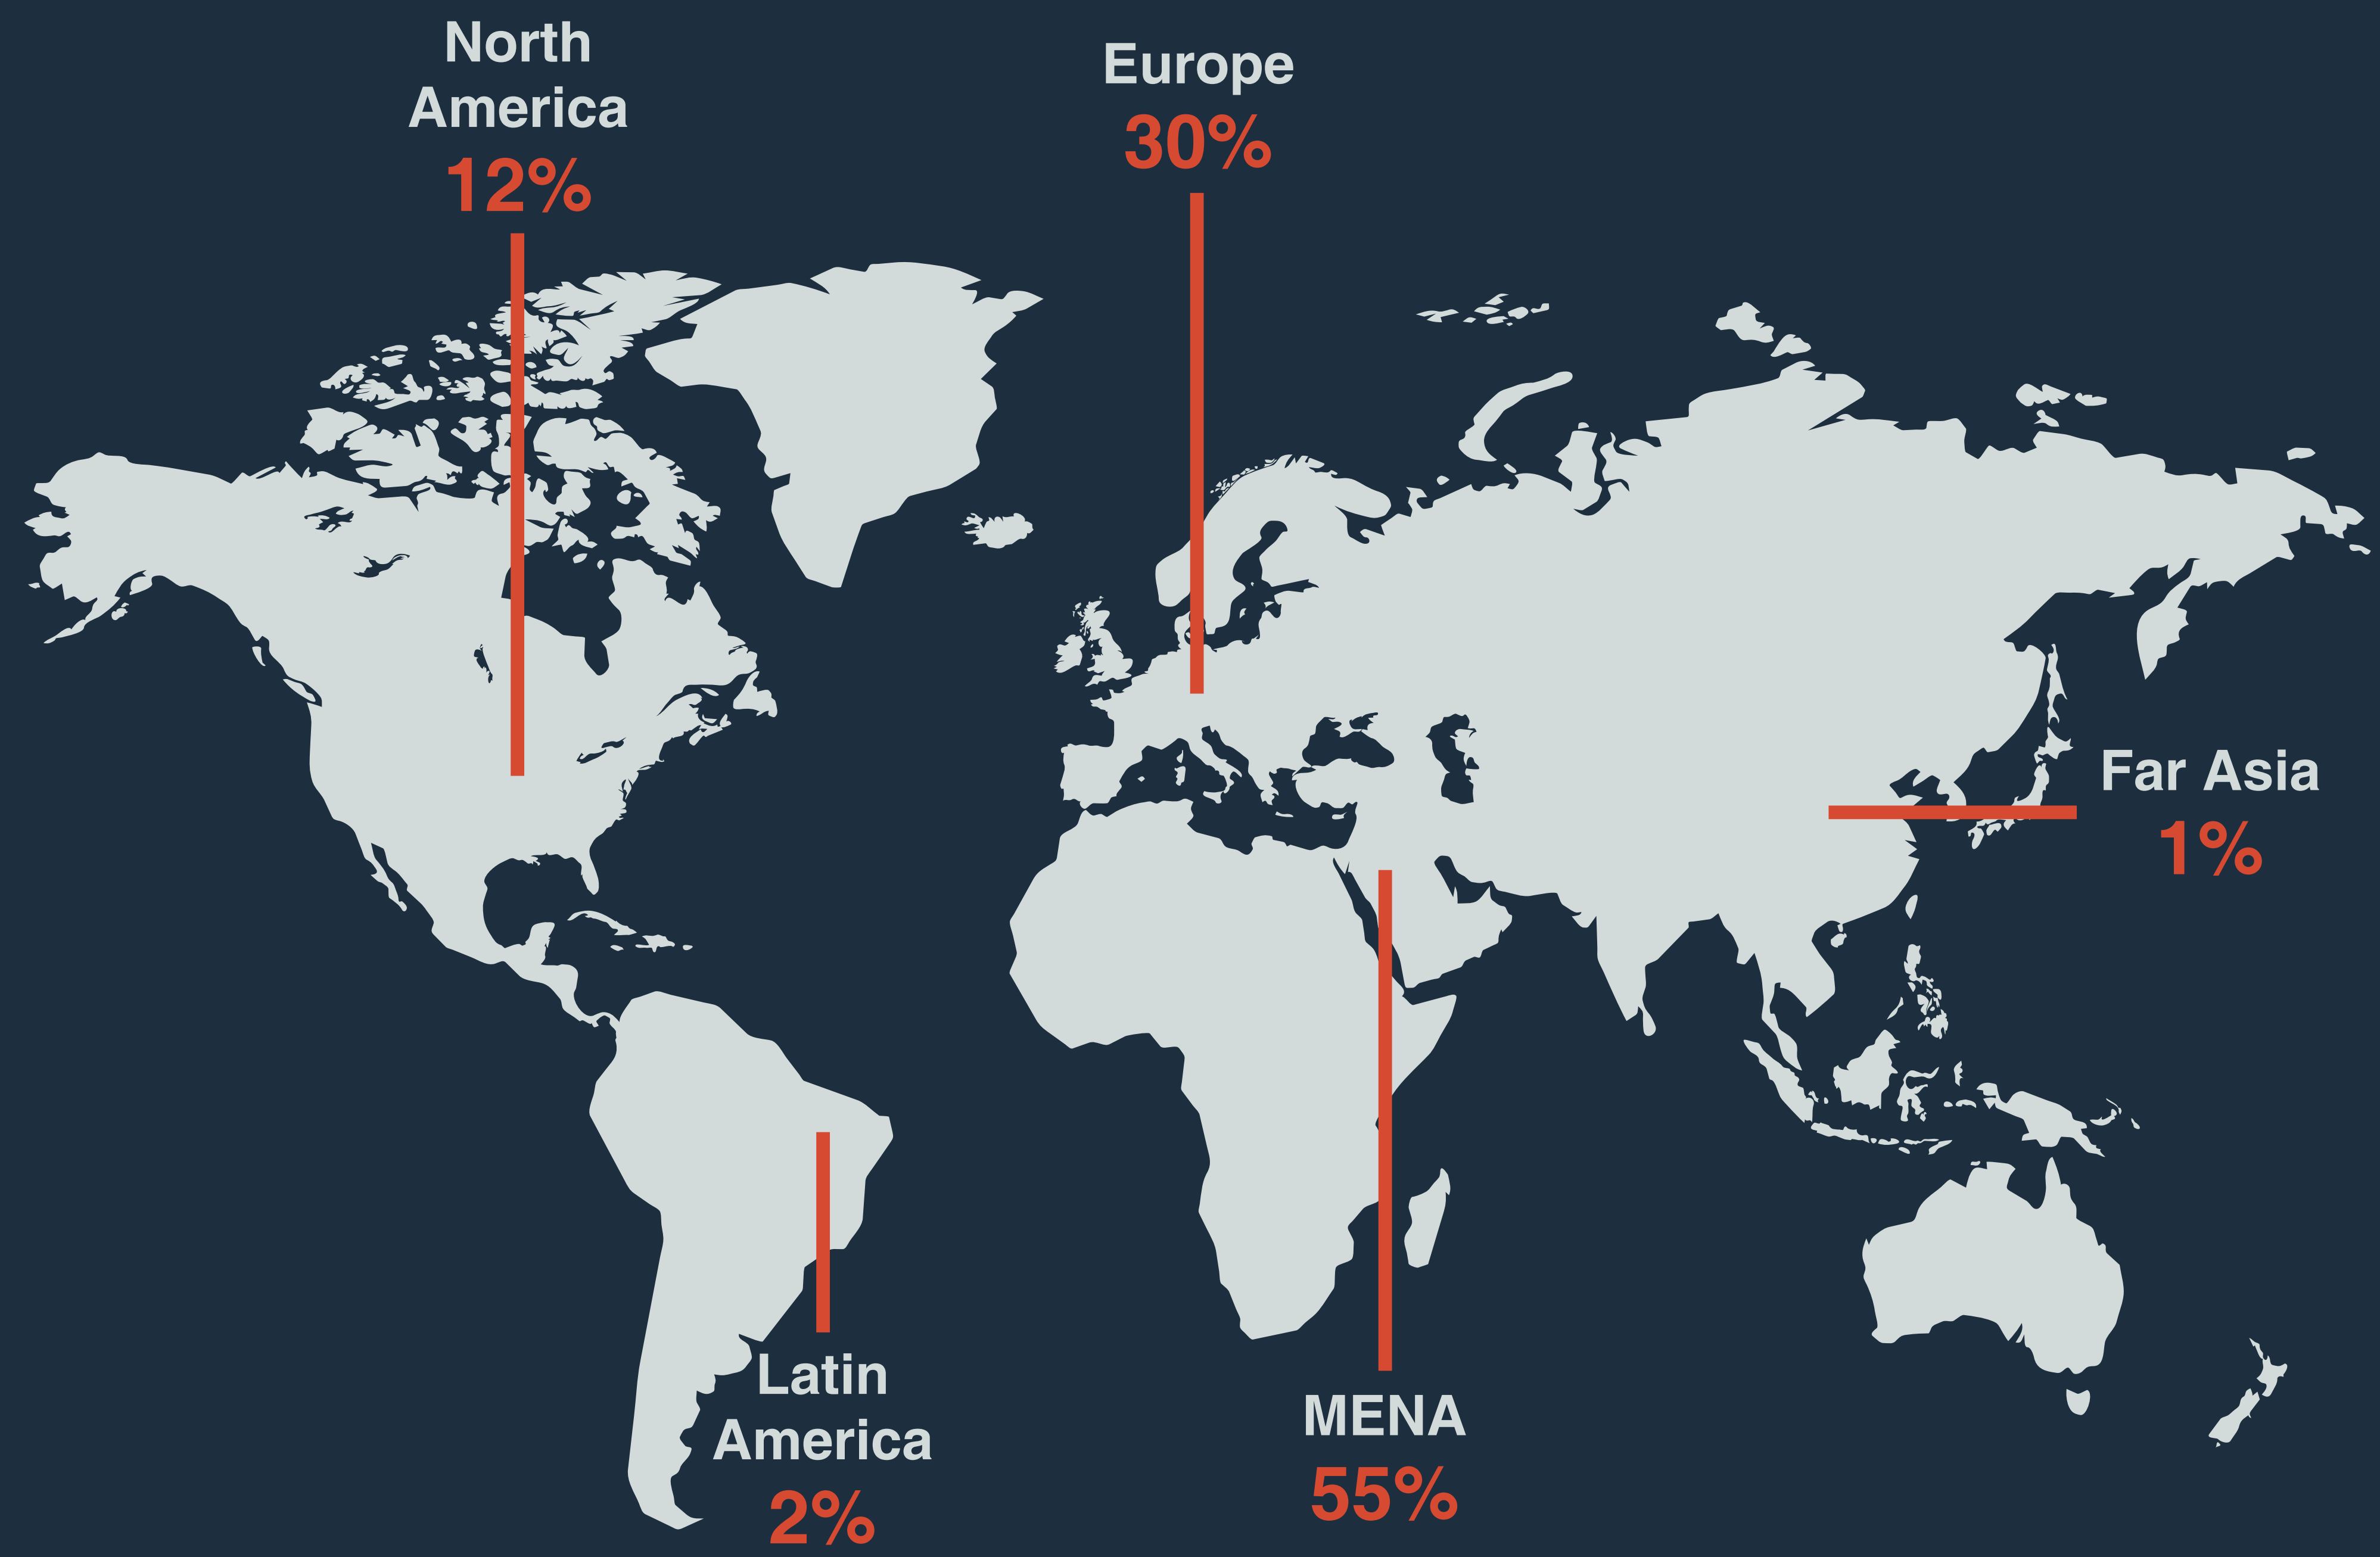 North
America
12%
Europe
30%
Far Asia
1%
Latin
America
2%
MENA
55%